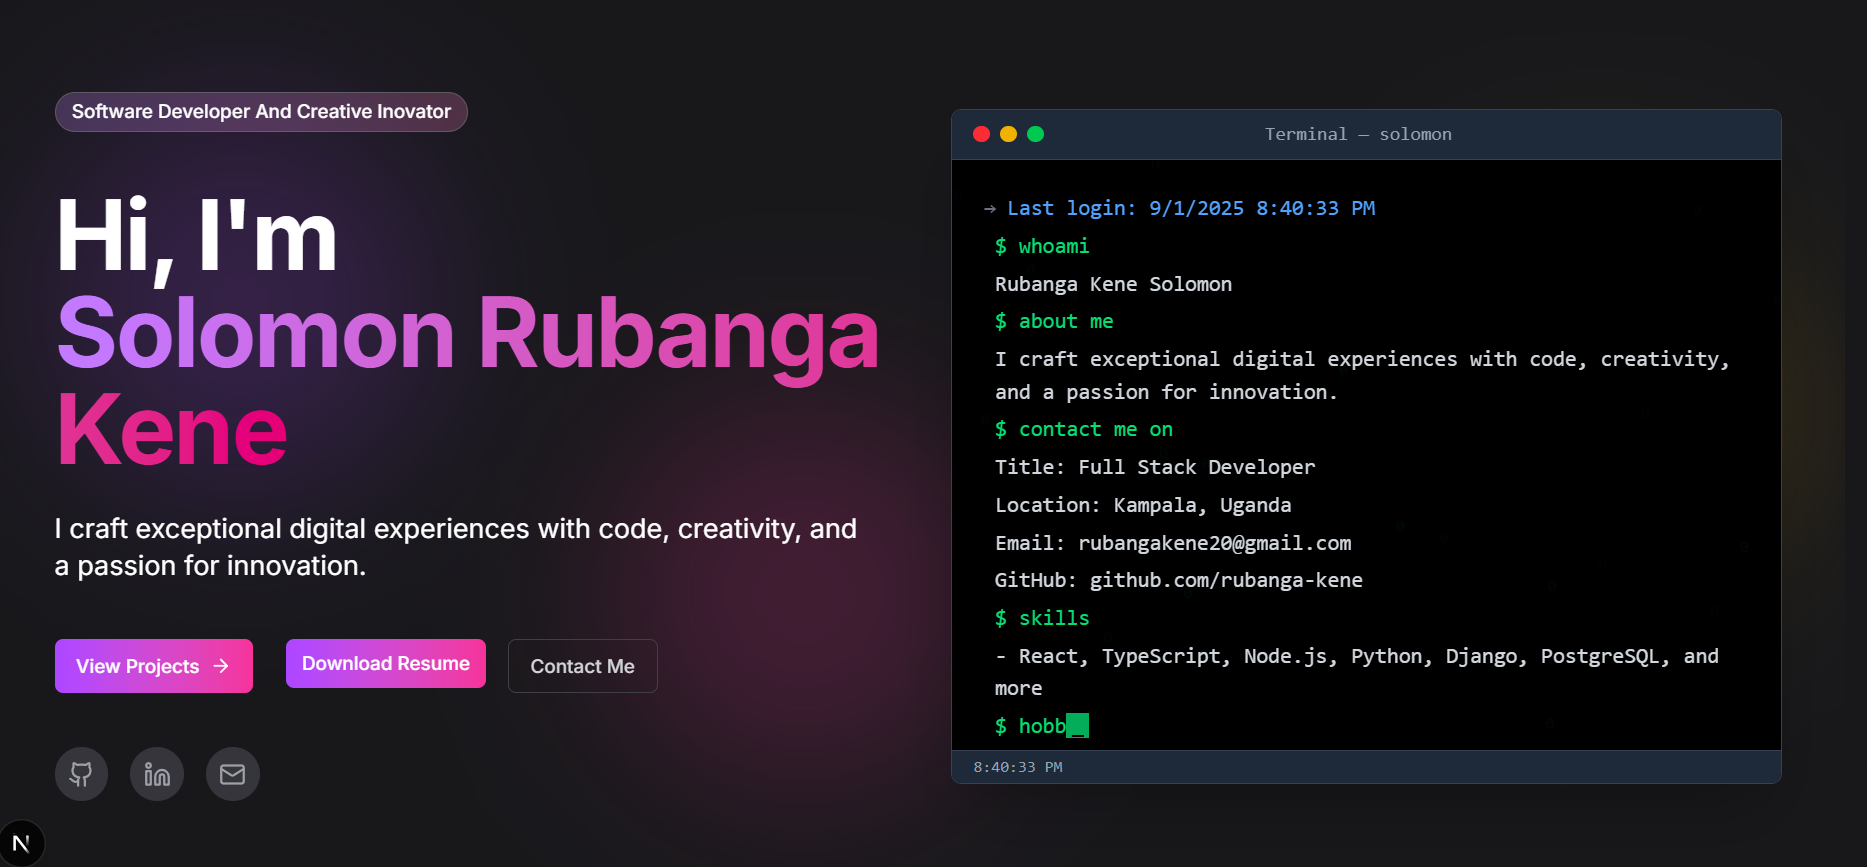 Software Developer And Creative Inovator
Hi, I'm
Solomon Rubanga
Kene
I craft exceptional digital experiences with code, creativity, and
a passion for innovation.
View Projects →
Download Resume
Contact Me
N
Terminal — solomon
→ Last login: 9/1/2025 8:40:33 PM
$ whoami
Rubanga Kene Solomon
$ about me
I craft exceptional digital experiences with code, creativity,
and a passion for innovation.
$ contact me on
Title: Full Stack Developer
Location: Kampala, Uganda
Email: rubangakene20@gmail.com
GitHub: github.com/rubanga-kene
$ skills
- React, TypeScript, Node.js, Python, Django, PostgreSQL, and
more
$ hobb_
8:40:33 PM